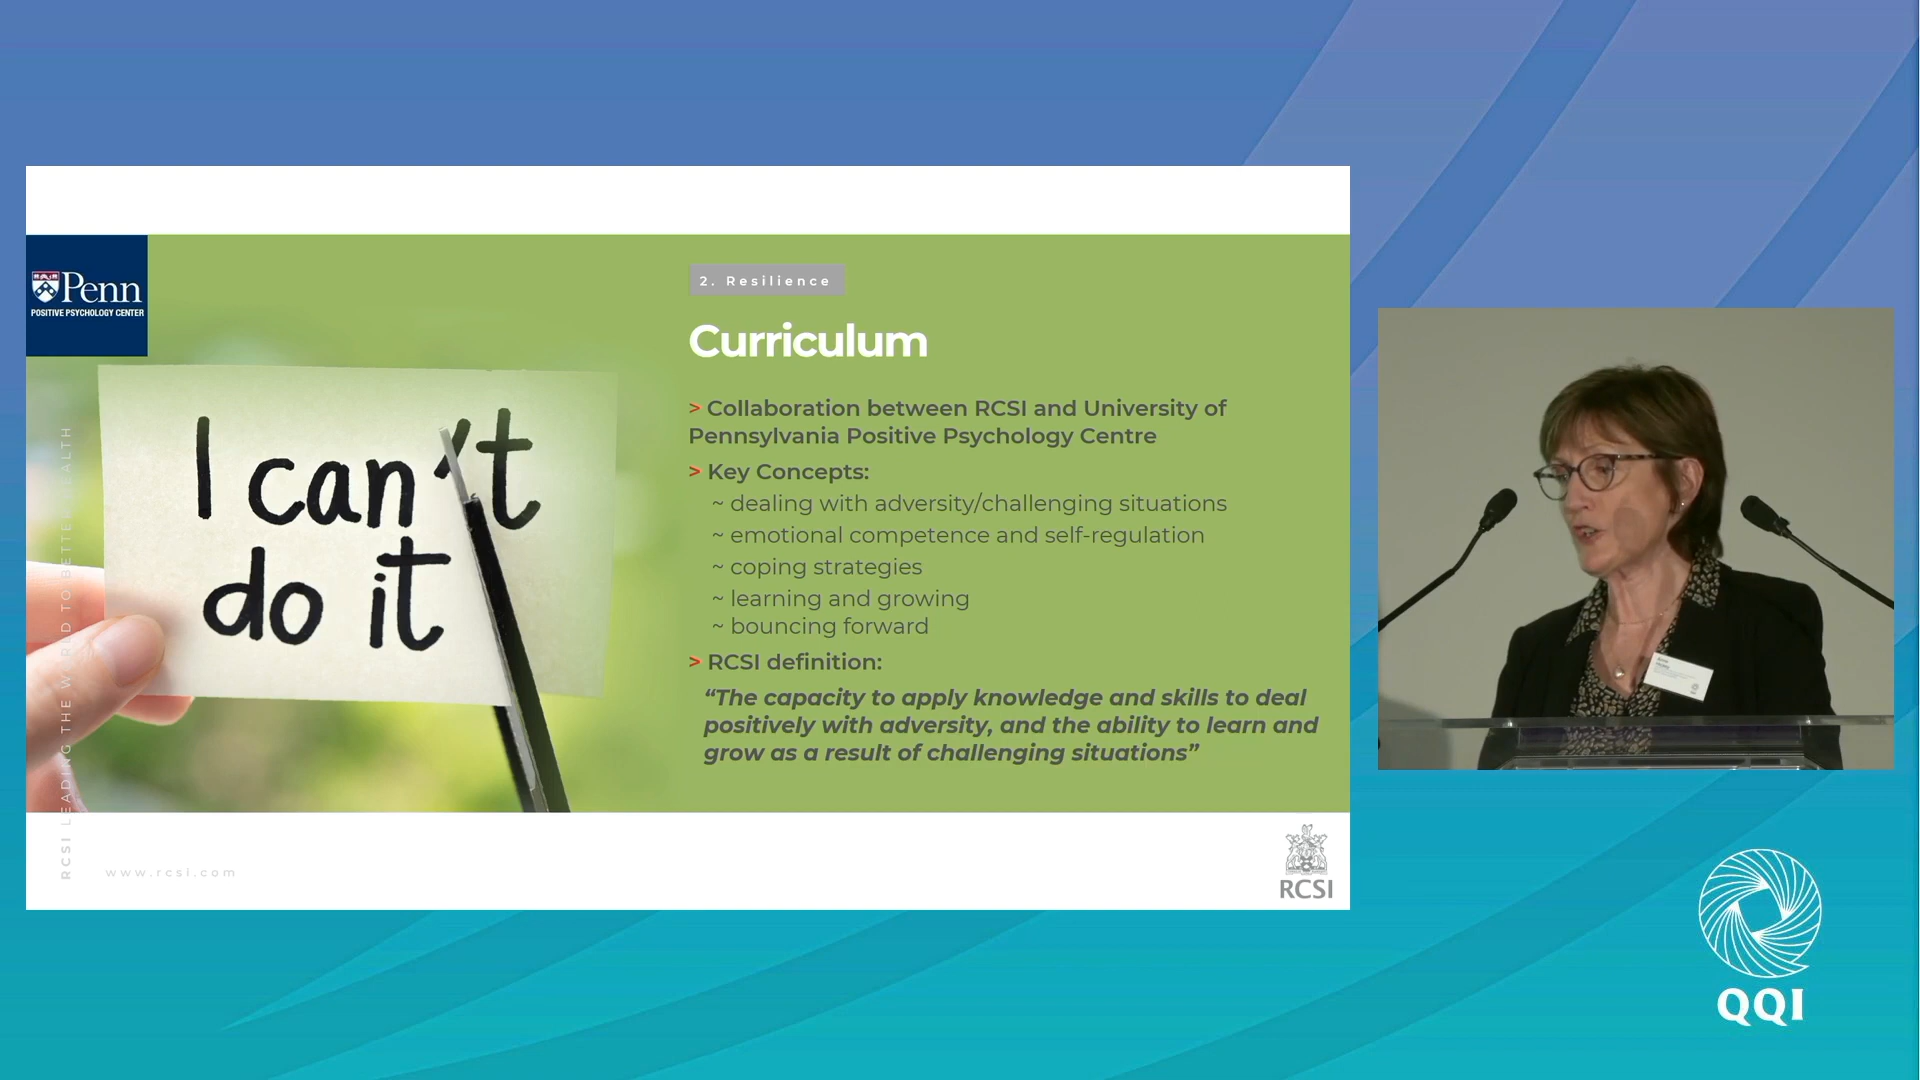 Penn
POSITIVE PSYCHOLOGY CENTER
I can't
do it
RCSI LEADING THE WORLD TO BETTER HEALTH
2. Resilience
Curriculum
> Collaboration between RCSI and University of
Pennsylvania Positive Psychology Centre
> Key Concepts:
~ dealing with adversity/challenging situations
~ emotional competence and self-regulation
~ coping strategies
~ learning and growing
~ bouncing forward
> RCSI definition:
“The capacity to apply knowledge and skills to deal
positively with adversity, and the ability to learn and
grow as a result of challenging situations”
www.rcsi.com
RCSI
QQI